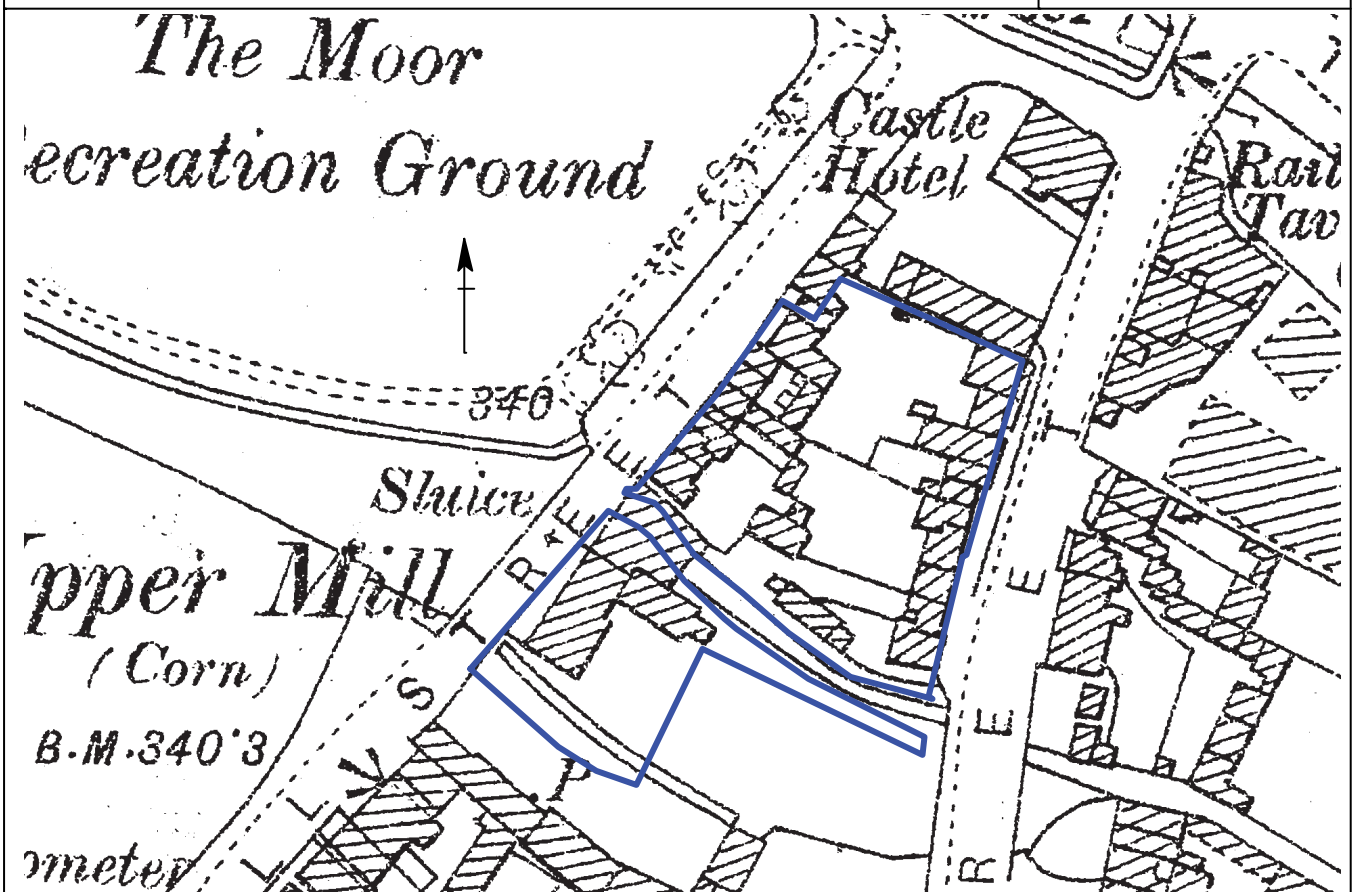 The Moor
ecreation Ground
Castle
Hotel
Rail
Tav
340
Sluice
pper Mill
(Corn)
B.M.340.3
ometer
P
L L S T R E E T
R E E T